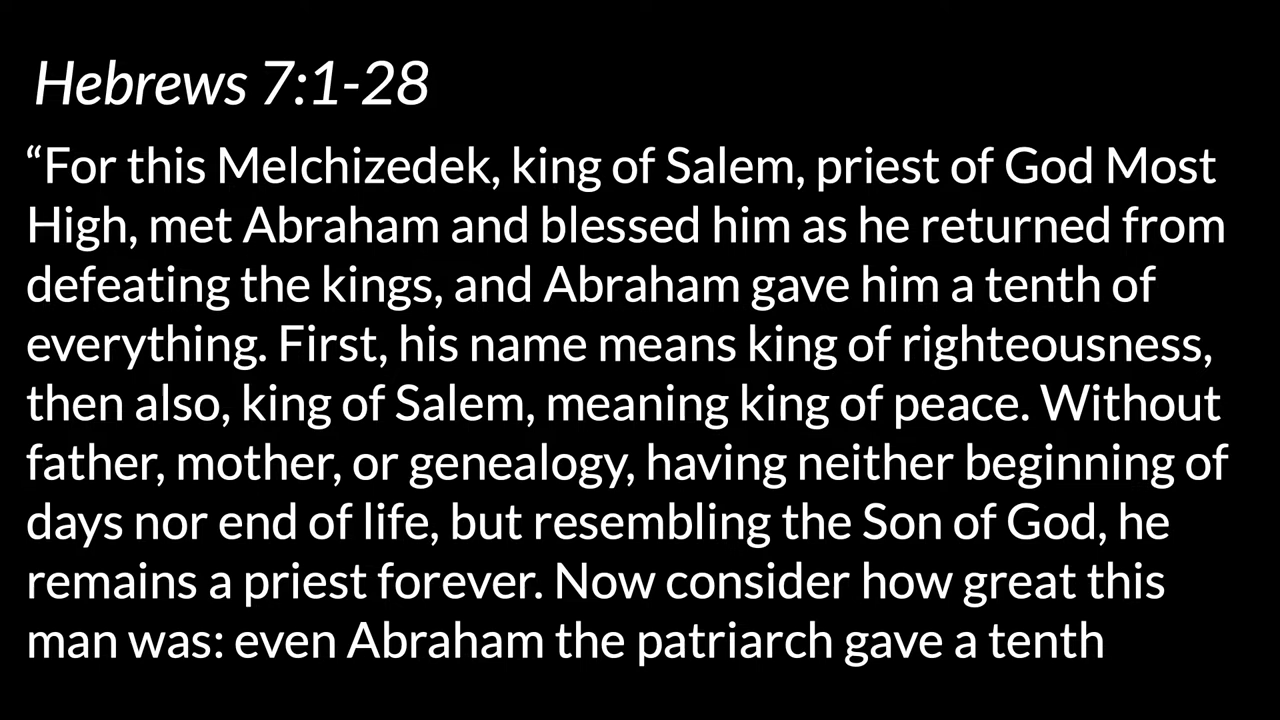 Hebrews 7:1-28
“For this Melchizedek, king of Salem, priest of God Most
High, met Abraham and blessed him as he returned from
defeating the kings, and Abraham gave him a tenth of
everything. First, his name means king of righteousness,
then also, king of Salem, meaning king of peace. Without
father, mother, or genealogy, having neither beginning of
days nor end of life, but resembling the Son of God, he
remains a priest forever. Now consider how great this
man was: even Abraham the patriarch gave a tenth